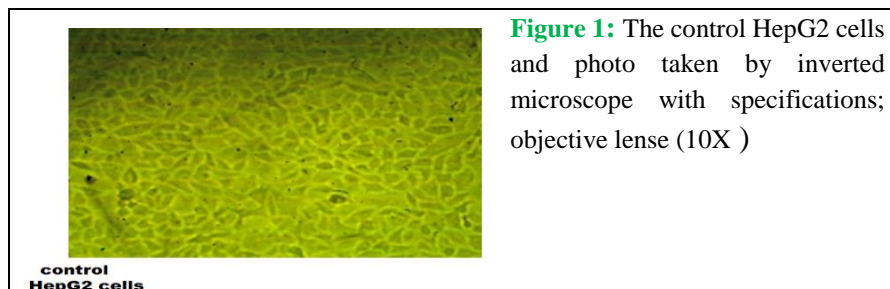 Figure 1: The control HepG2 cells
and photo taken by inverted
microscope with specifications;
objective lense (10X )
control
HepG2 cells